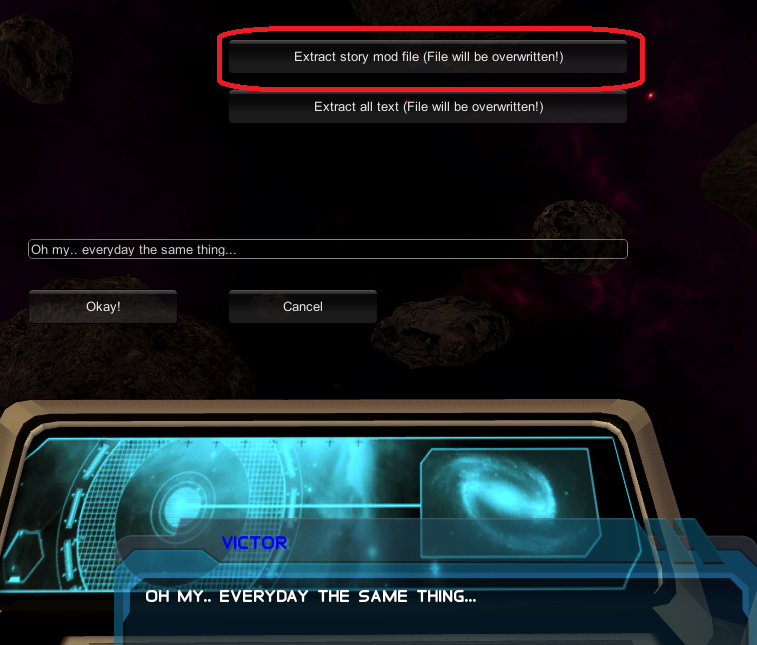 Extract story mod file (File will be overwritten!)
Extract all text (File will be overwritten!)
Oh my.. everyday the same thing...
Okay!
Cancel
VICTOR
OH MY.. EVERYDAY THE SAME THING...